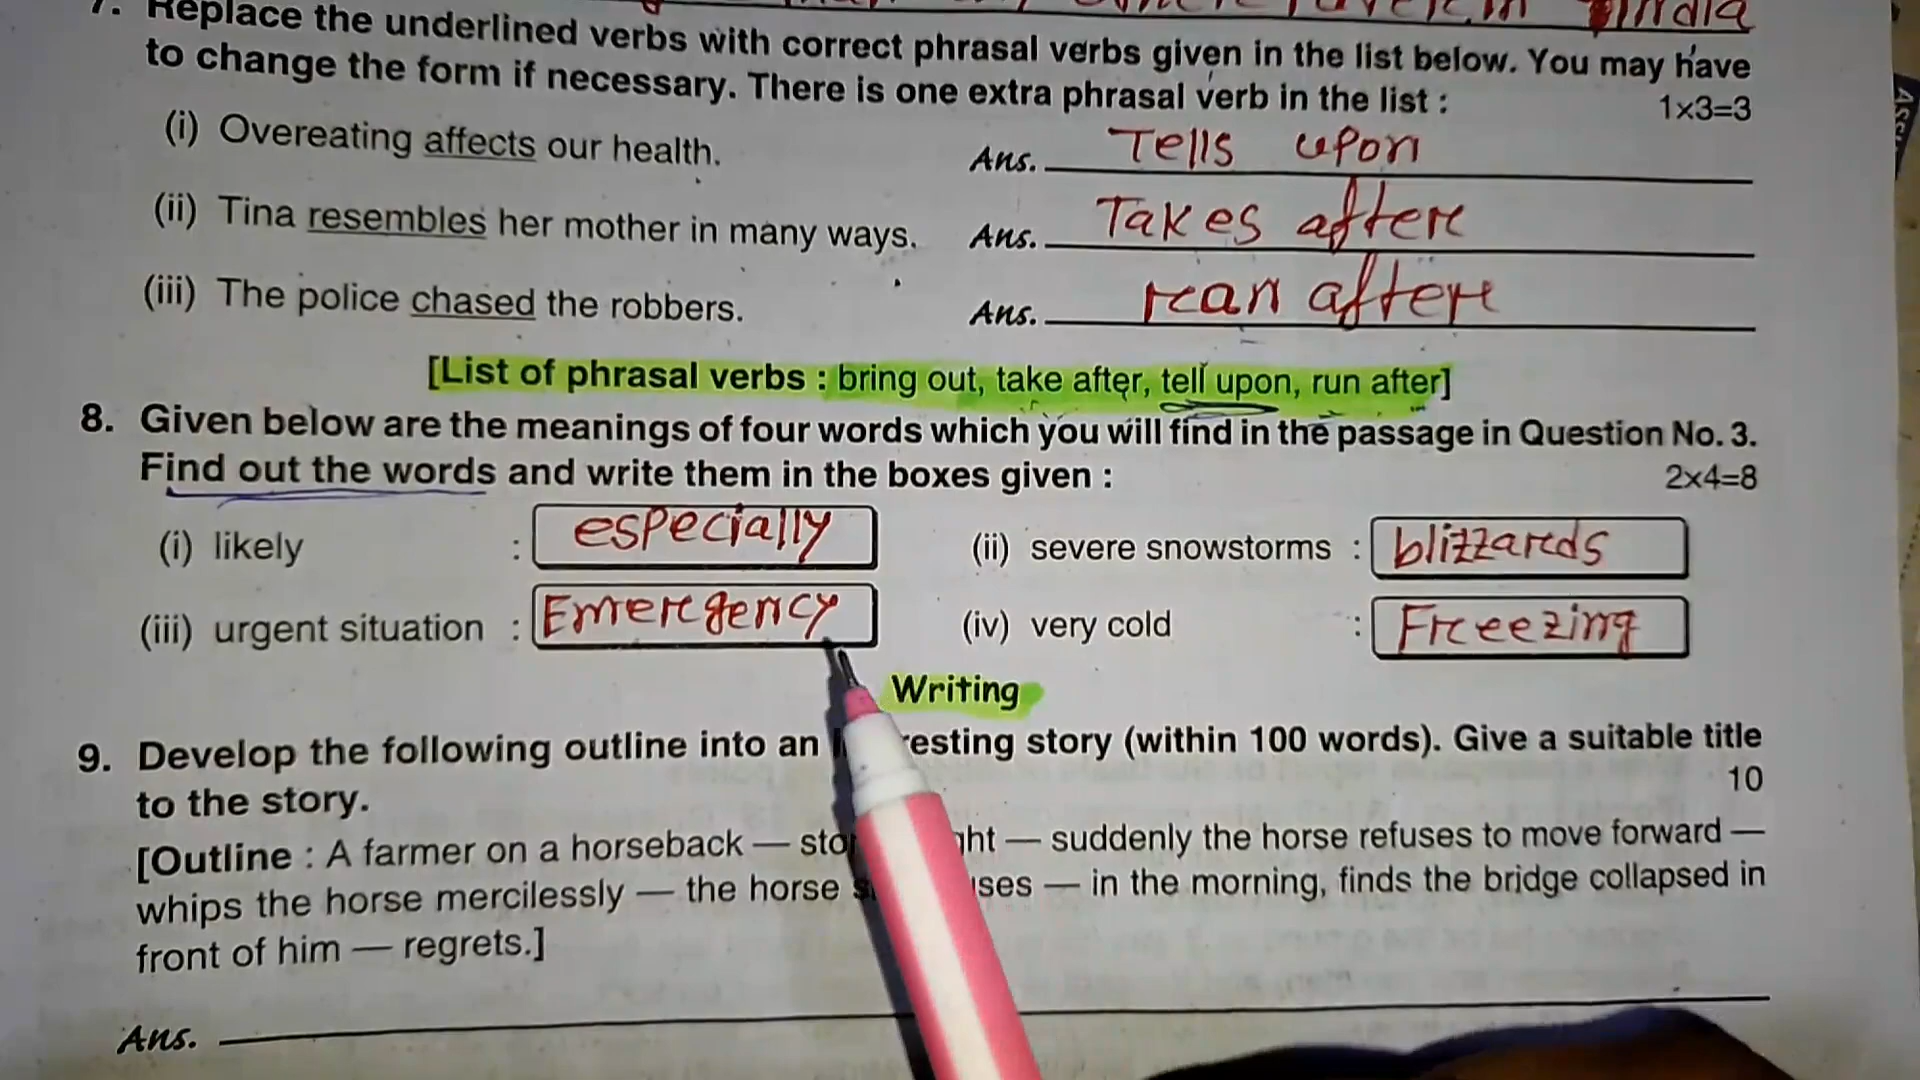 7. Replace the underlined verbs with correct phrasal verbs given in the list below. You may have
to change the form if necessary. There is one extra phrasal verb in the list : 1x3=3
(i) Overeating affects our health. Ans. Tells upon
(ii) Tina resembles her mother in many ways. Ans. Takes after
(iii) The police chased the robbers. Ans. ran after
[List of phrasal verbs : bring out, take after, tell upon, run after]
8. Given below are the meanings of four words which you will find in the passage in Question No. 3.
Find out the words and write them in the boxes given : 2x4=8
(i) likely : especially (ii) severe snowstorms : blizzards
(iii) urgent situation : Emergency (iv) very cold : Freezing
Writing
9. Develop the following outline into an resting story (within 100 words). Give a suitable title
to the story. 10
[Outline : A farmer on a horseback — — suddenly the horse refuses to move forward —
whips the horse mercilessly — the horse — in the morning, finds the bridge collapsed in
front of him — regrets.]
Ans.